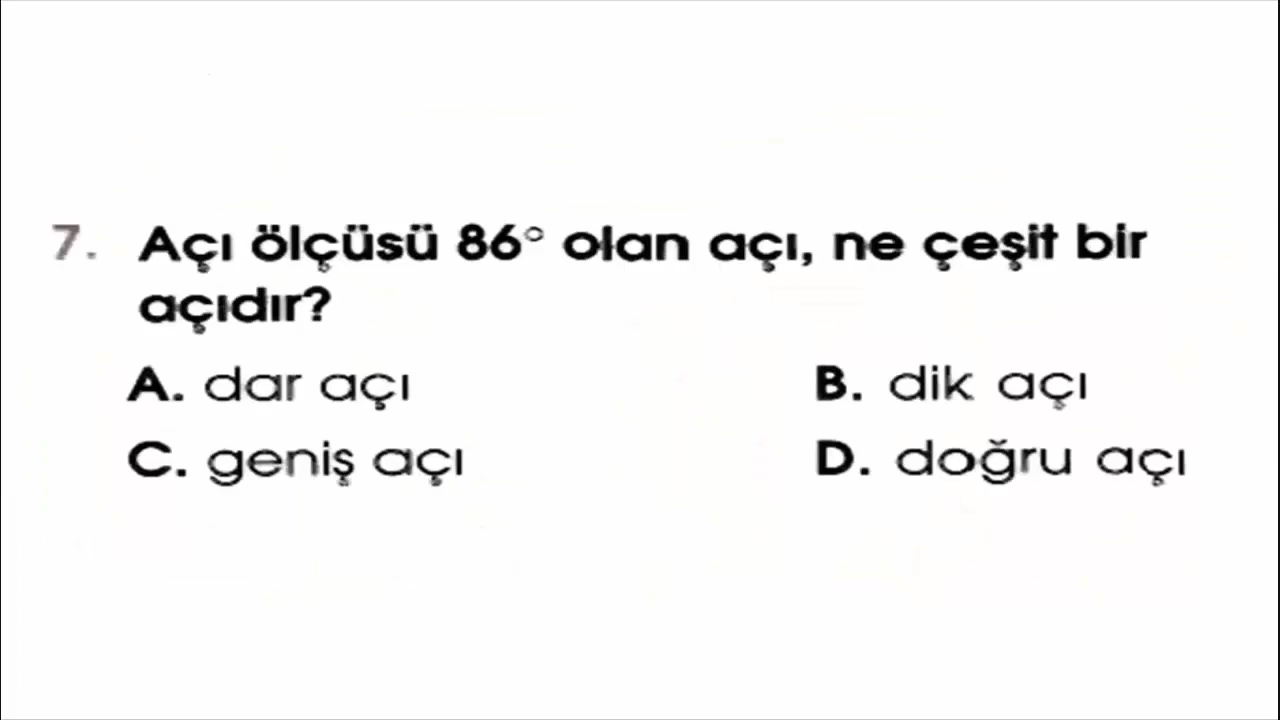 7. Açı ölçüsü 86° olan açı, ne çeşit bir
açıdır?
A. dar açı B. dik açı
C. geniş açı D. doğru açı